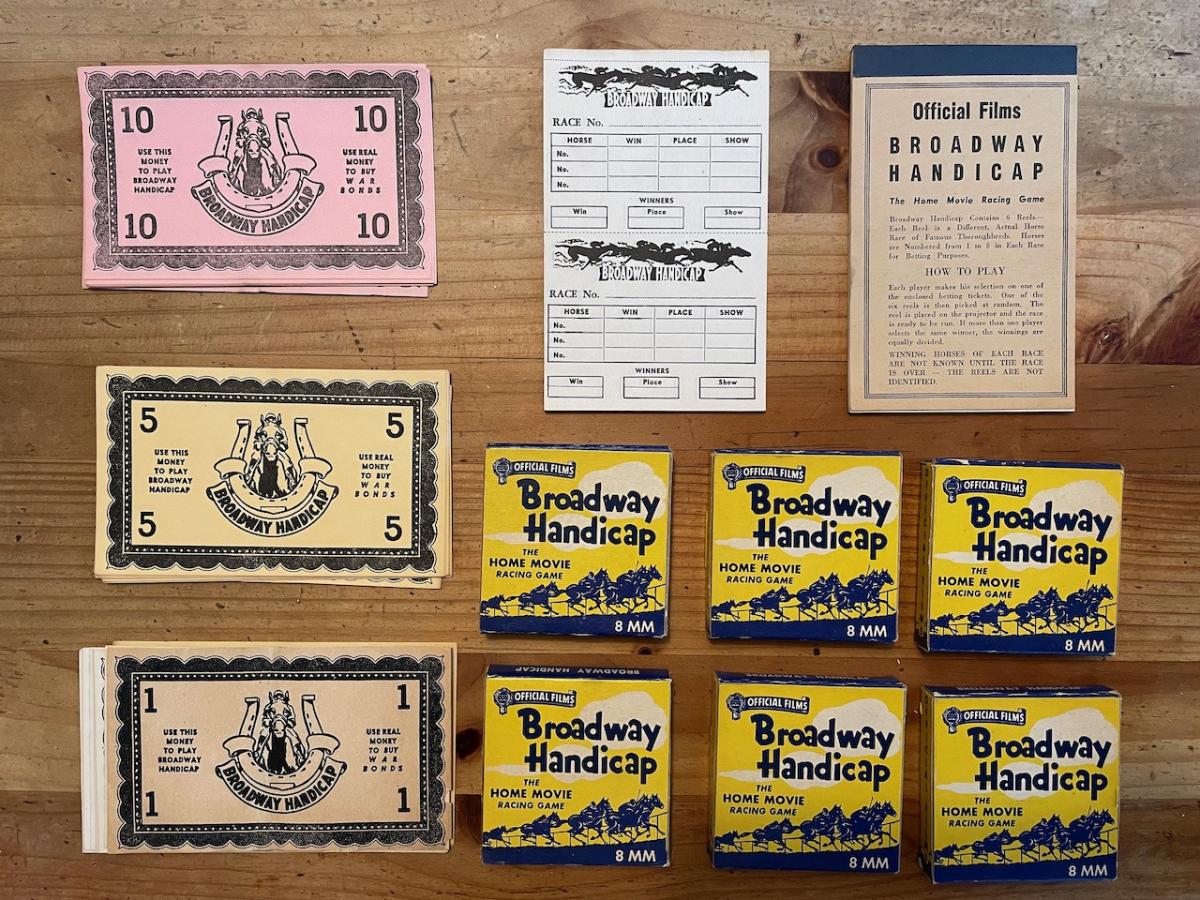 10
10
USE THIS
MONEY
TO PLAY
BROADWAY
HANDICAP
USE REAL
MONEY
TO BUY
WAR
BONDS
BROADWAY HANDICAP
10
10
5
5
USE THIS
MONEY
TO PLAY
BROADWAY
HANDICAP
USE REAL
MONEY
TO BUY
WAR
BONDS
BROADWAY HANDICAP
5
5
1
1
USE THIS
MONEY
TO PLAY
BROADWAY
HANDICAP
USE REAL
MONEY
TO BUY
WAR
BONDS
BROADWAY HANDICAP
1
1
BROADWAY HANDICAP
RACE No.
HORSE WIN PLACE SHOW
No.
No.
No.
WINNERS
Win Place Show
BROADWAY HANDICAP
RACE No.
HORSE WIN PLACE SHOW
No.
No.
No.
WINNERS
Win Place Show
Official Films
BROADWAY
HANDICAP
The Home Movie Racing Game
Broadway Handicap Contains 6 Reels.—
Each Reel is a Different, Actual Horse
Race of Famous Thoroughbreds. Horses
are Numbered from 1 to 8 in Each Race
for Betting Purposes.
HOW TO PLAY
Each player makes his selection on one of
the enclosed betting tickets. One of the
six reels is then picked at random. The
reel is placed on the projector and the race
is ready to be run. If more than one player
selects the same winner, the winnings are
equally divided.
WINNING HORSES OF EACH RACE
ARE NOT KNOWN UNTIL THE RACE
IS OVER — THE REELS ARE NOT
IDENTIFIED.
OFFICIAL FILMS
Broadway
Handicap
THE
HOME MOVIE
RACING GAME
8 MM
OFFICIAL FILMS
Broadway
Handicap
THE
HOME MOVIE
RACING GAME
8 MM
OFFICIAL FILMS
Broadway
Handicap
THE
HOME MOVIE
RACING GAME
8 MM
BROADWAY HANDICAP
OFFICIAL FILMS
Broadway
Handicap
THE
HOME MOVIE
RACING GAME
8 MM
OFFICIAL FILMS
Broadway
Handicap
THE
HOME MOVIE
RACING GAME
8 MM
OFFICIAL FILMS
Broadway
Handicap
THE
HOME MOVIE
RACING GAME
8 MM